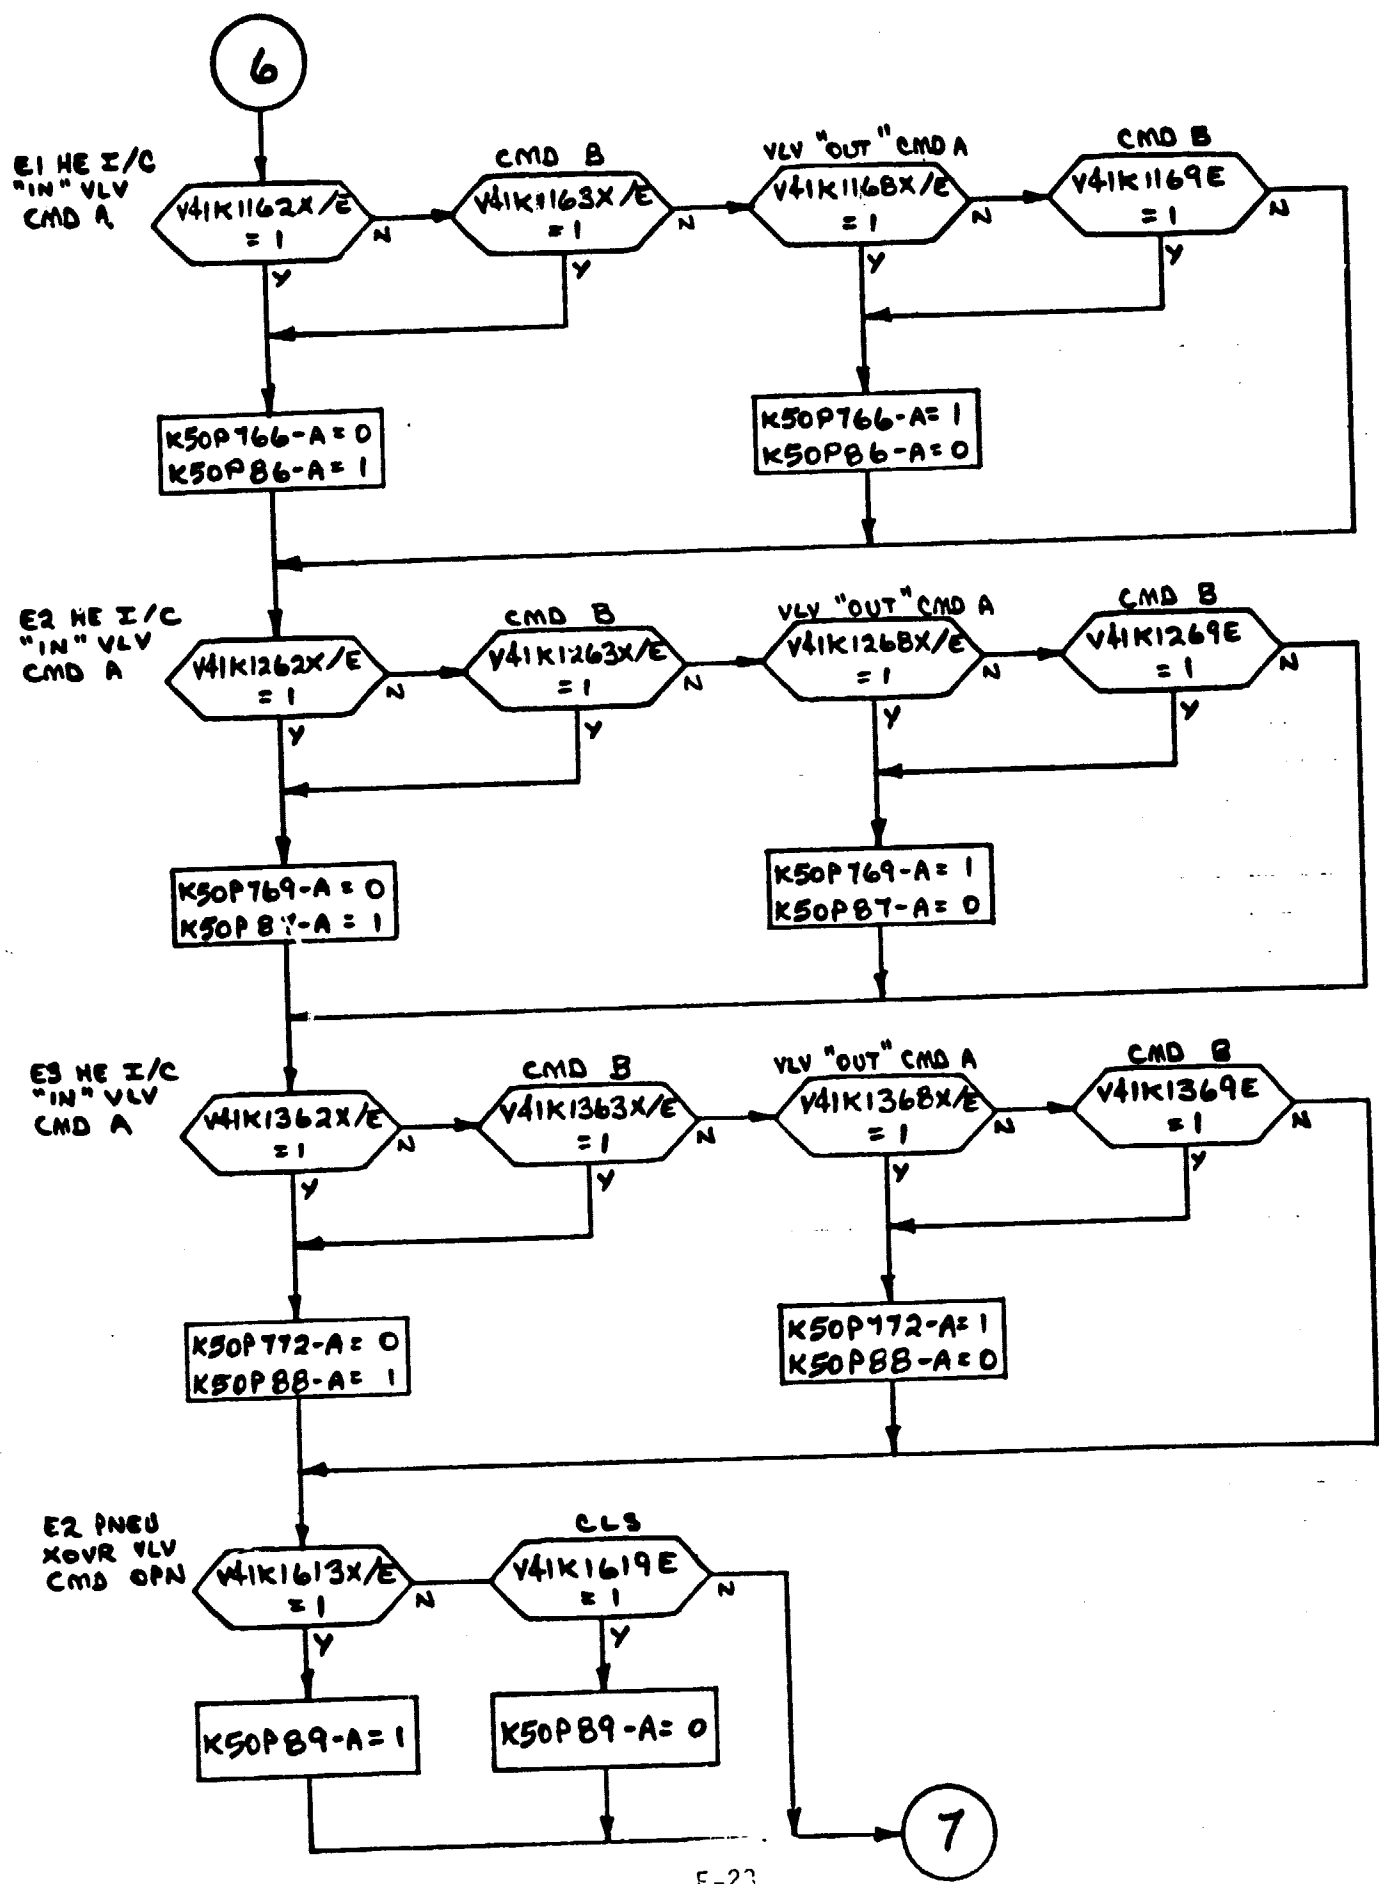 6
E1 HE I/C
"IN" VLV
CMD A
V41K1162X/E
= 1
N
Y
CMD B
V41K1163X/E
= 1
N
Y
VLV "OUT" CMD A
V41K1168X/E
= 1
N
Y
CMD B
V41K1169E
= 1
N
Y
K50P766-A= 0
K50P86-A= 1
K50P766-A= 1
K50P86-A= 0
E2 HE I/C
"IN" VLV
CMD A
V41K1262X/E
= 1
N
Y
CMD B
V41K1263X/E
= 1
N
Y
VLV "OUT" CMD A
V41K1268X/E
= 1
N
Y
CMD B
V41K1269E
= 1
N
Y
K50P769-A= 0
K50P87-A= 1
K50P769-A= 1
K50P87-A= 0
E3 HE I/C
"IN" VLV
CMD A
V41K1362X/E
= 1
N
Y
CMD B
V41K1363X/E
= 1
N
Y
VLV "OUT" CMD A
V41K1368X/E
= 1
N
Y
CMD B
V41K1369E
= 1
N
Y
K50P772-A= 0
K50P88-A= 1
K50P772-A= 1
K50P88-A= 0
E2 PNEU
XOVR VLV
CMD OPN
V41K1613X/E
= 1
N
Y
CLS
V41K1619E
= 1
N
Y
K50P89-A= 1
K50P89-A= 0
7